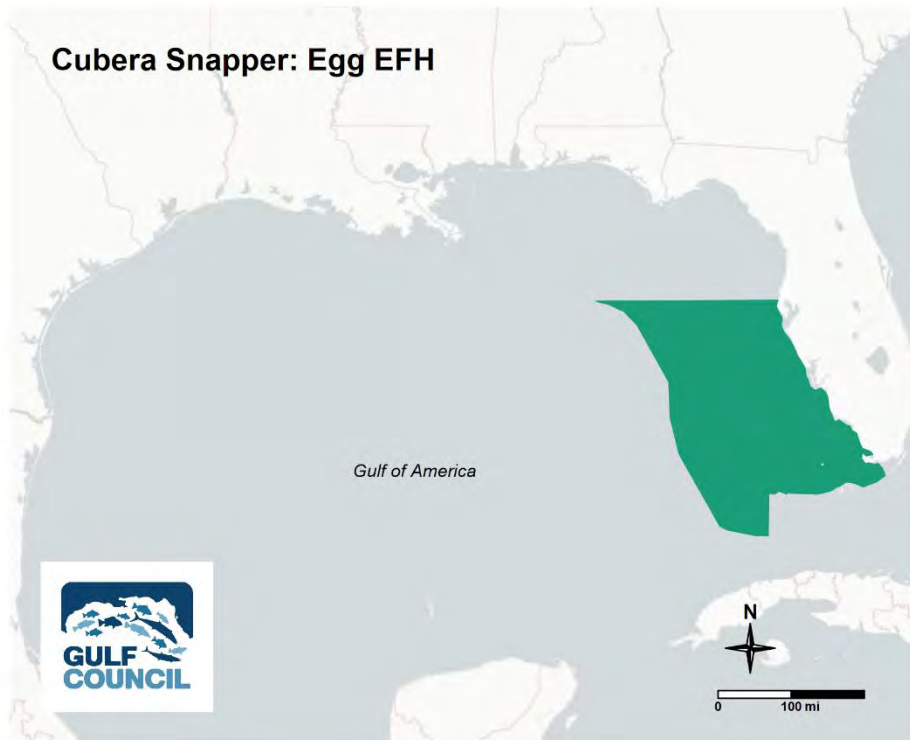 Cubera Snapper: Egg EFH
Gulf of America
GULF
COUNCIL
N
0 100 mi